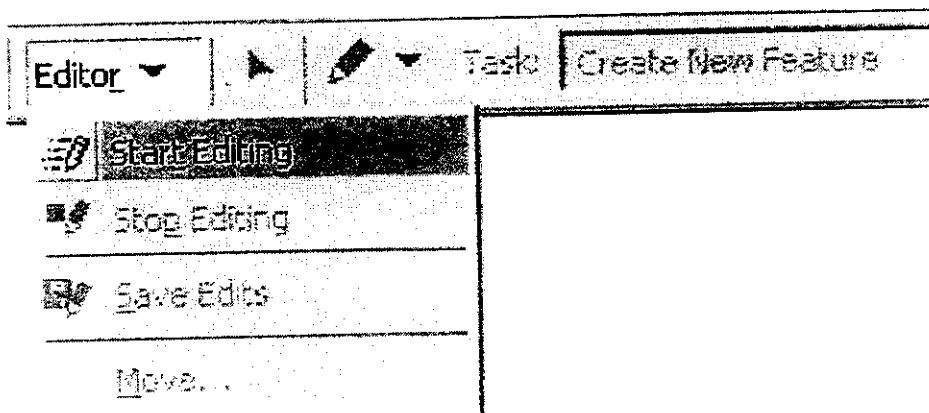 Editor Task: Create New Feature
Start Editing
Stop Editing
Save Edits
Move...